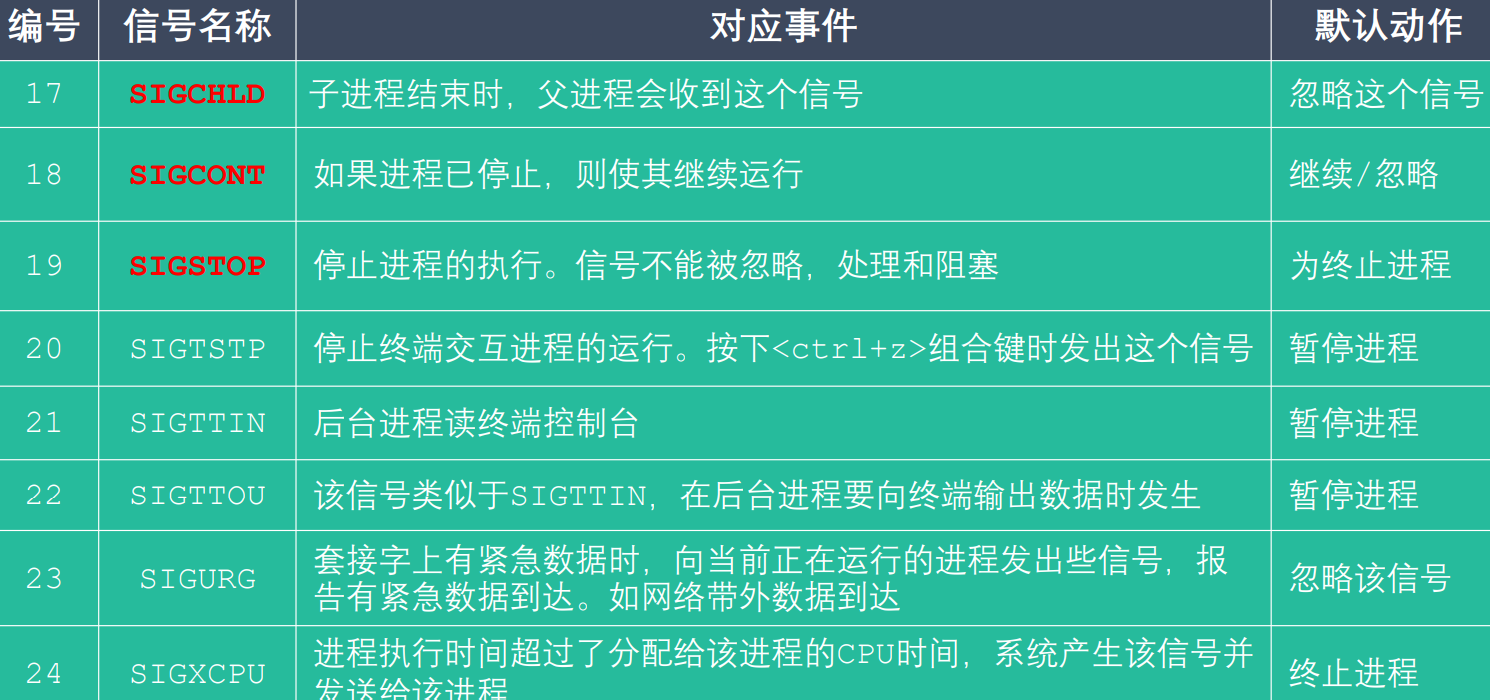 编号 信号名称 对应事件 默认动作
17 SIGCHLD 子进程结束时，父进程会收到这个信号 忽略这个信号
18 SIGCONT 如果进程已停止，则使其继续运行 继续/忽略
19 SIGSTOP 停止进程的执行。信号不能被忽略，处理和阻塞 为终止进程
20 SIGTSTP 停止终端交互进程的运行。按下<ctrl+z>组合键时发出这个信号 暂停进程
21 SIGTTIN 后台进程读终端控制台 暂停进程
22 SIGTTOU 该信号类似于SIGTTIN，在后台进程要向终端输出数据时发生 暂停进程
23 SIGURG 套接字上有紧急数据时，向当前正在运行的进程发出些信号，报 忽略该信号
告有紧急数据到达。如网络带外数据到达
24 SIGXCPU 进程执行时间超过了分配给该进程的CPU时间，系统产生该信号并 终止进程
发送给该进程